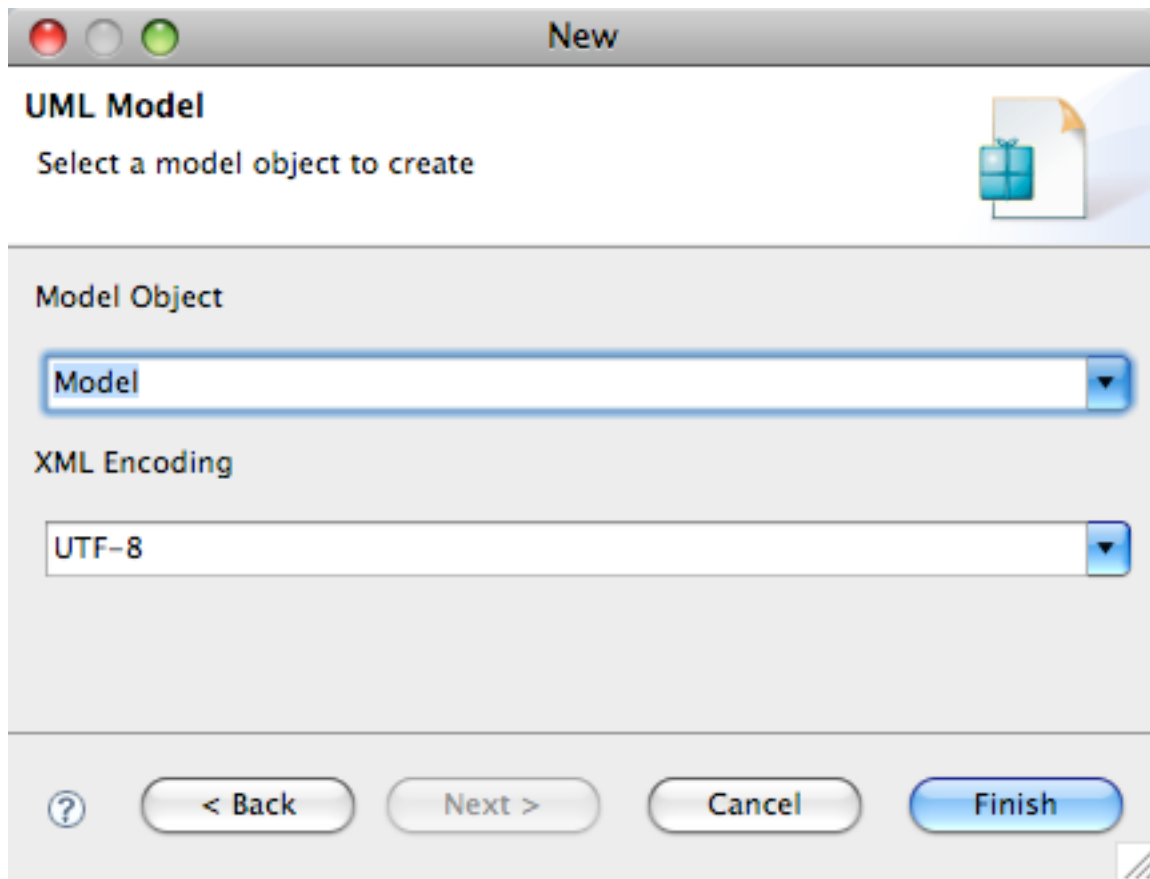 New
UML Model
Select a model object to create
Model Object
Model
XML Encoding
UTF-8
? < Back Next > Cancel Finish